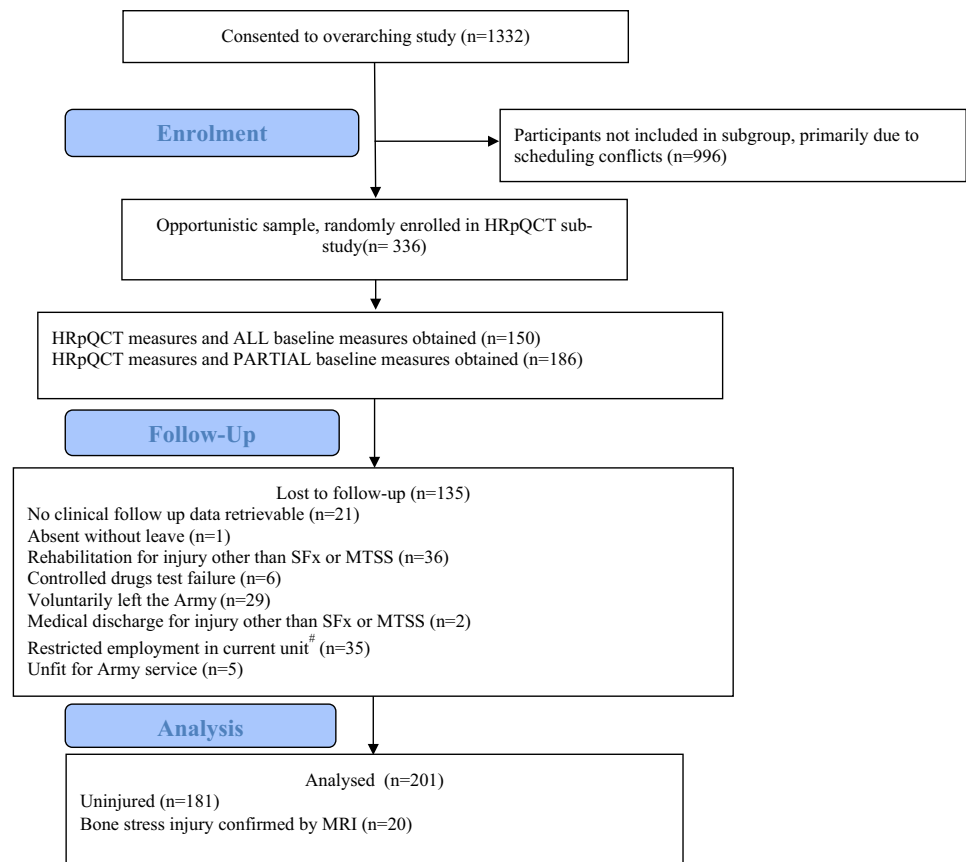 Consented to overarching study (n=1332)
Enrolment
Participants not included in subgroup, primarily due to
scheduling conflicts (n=996)
Opportunistic sample, randomly enrolled in HRpQCT sub-
study(n= 336)
HRpQCT measures and ALL baseline measures obtained (n=150)
HRpQCT measures and PARTIAL baseline measures obtained (n=186)
Follow-Up
Lost to follow-up (n=135)
No clinical follow up data retrievable (n=21)
Absent without leave (n=1)
Rehabilitation for injury other than SFx or MTSS (n=36)
Controlled drugs test failure (n=6)
Voluntarily left the Army (n=29)
Medical discharge for injury other than SFx or MTSS (n=2)
Restricted employment in current unit# (n=35)
Unfit for Army service (n=5)
Analysis
Analysed (n=201)
Uninjured (n=181)
Bone stress injury confirmed by MRI (n=20)